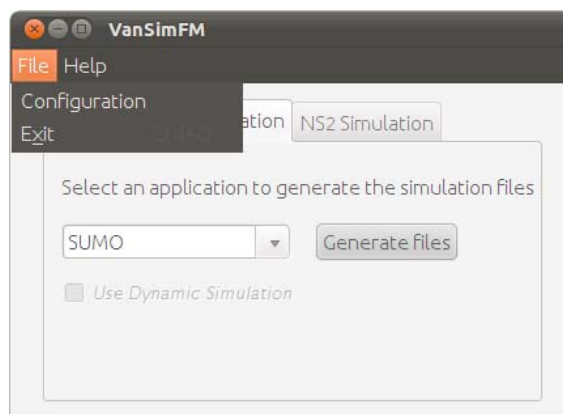 VanSimFM
File Help
Configuration
Exit
ation NS2 Simulation
Select an application to generate the simulation files
SUMO Generate files
Use Dynamic Simulation